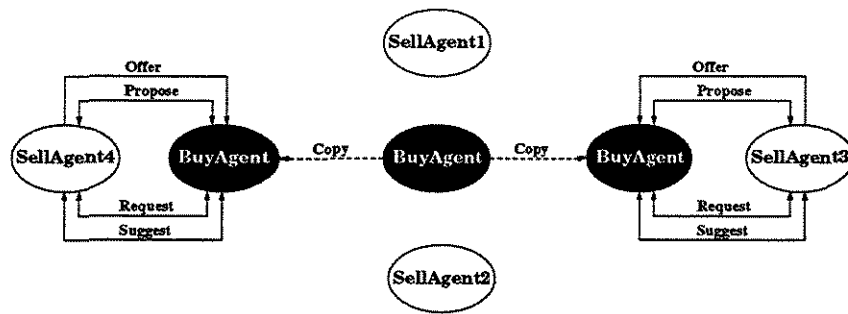 SellAgent1
Offer
Propose
SellAgent4
BuyAgent
Copy
BuyAgent
Copy
BuyAgent
Offer
Propose
SellAgent3
Request
Suggest
Request
Suggest
SellAgent2